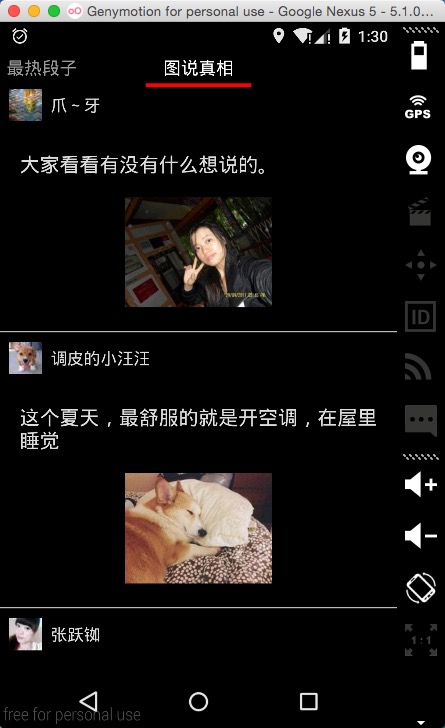 Genymotion for personal use - Google Nexus 5 - 5.1.0...
1:30
最热段子
图说真相
GPS
爪~牙
大家看看有没有什么想说的。
ID
调皮的小汪汪
这个夏天，最舒服的就是开空调，在屋里
睡觉
张跃铷
1:1
free for personal use